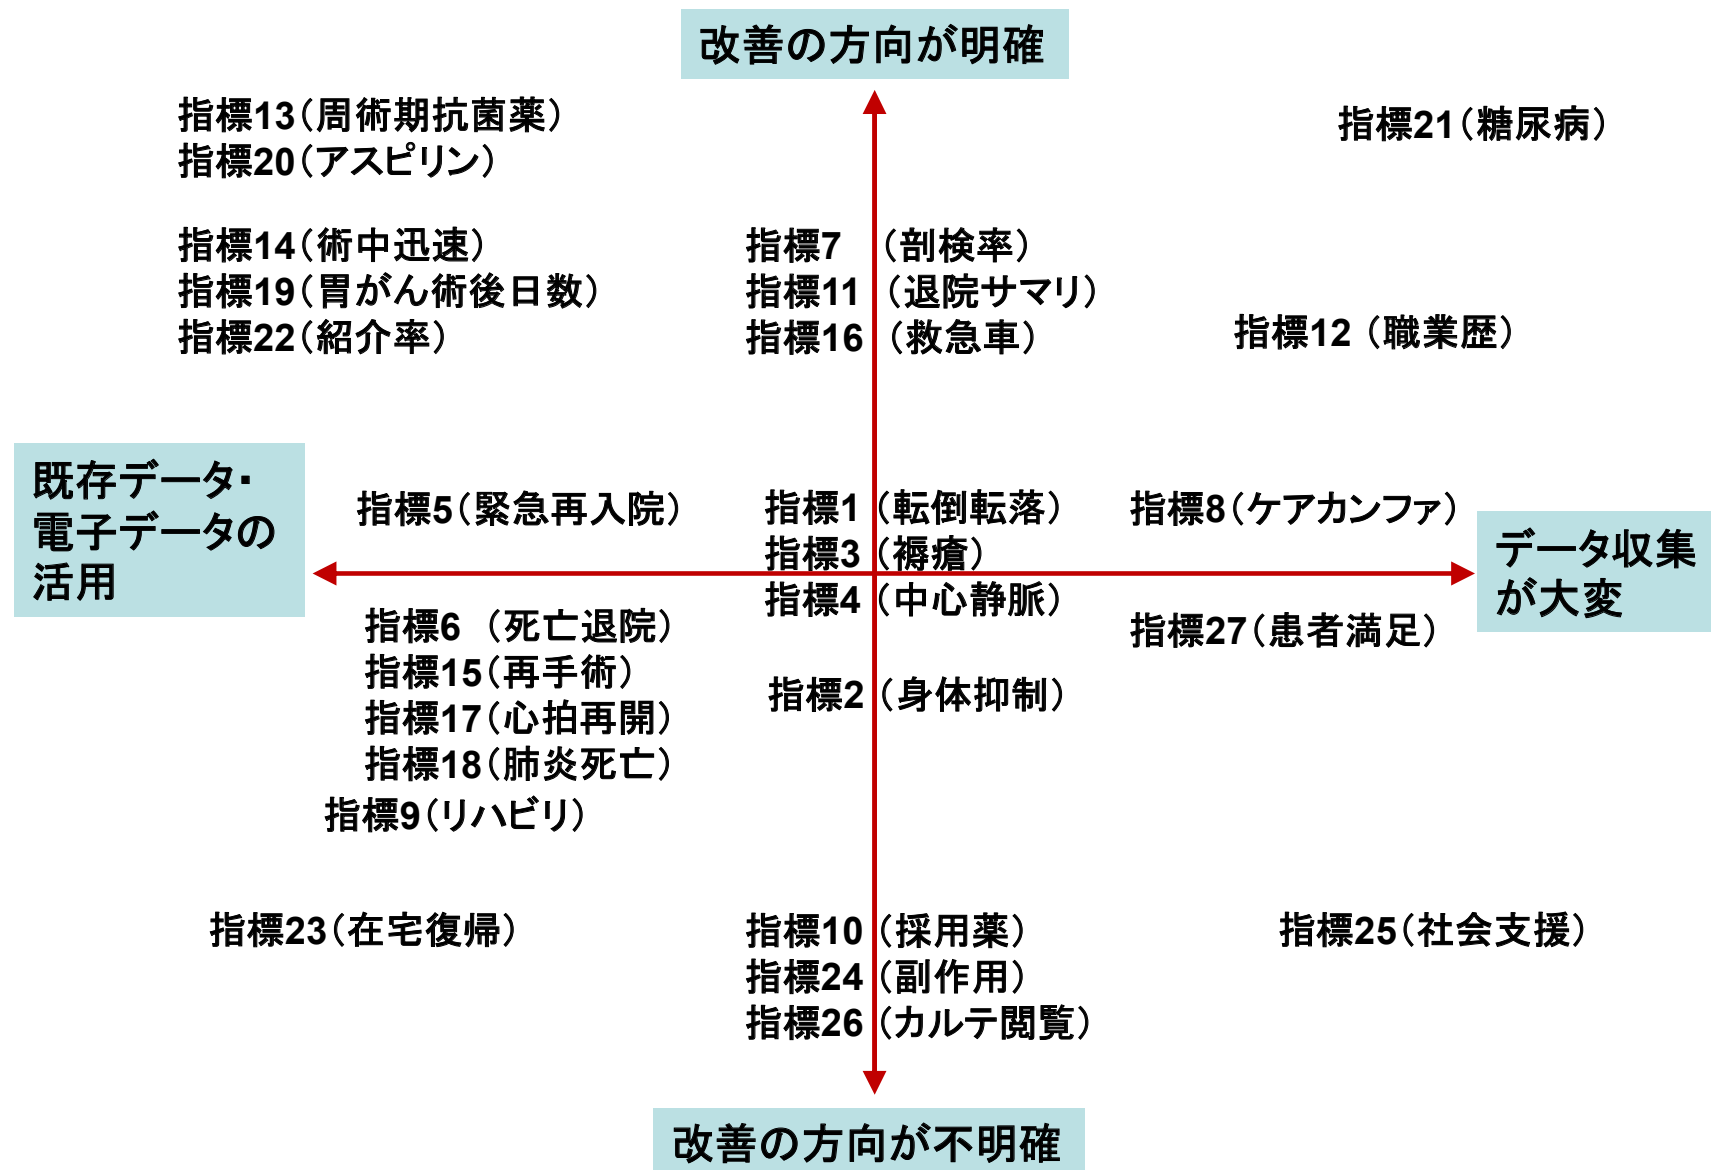 改善の方向が明確
指標13（周術期抗菌薬）
指標20（アスピリン）
指標21（糖尿病）
指標14（術中迅速）
指標19（胃がん術後日数）
指標22（紹介率）
指標7　（剖検率）
指標11　（退院サマリ）
指標16　（救急車）
指標12 （職業歴）
既存データ・
電子データの
活用
指標5（緊急再入院）
指標1 （転倒転落）
指標3 （褥瘡）
指標4 （中心静脈）
指標8（ケアカンファ）
データ収集
が大変
指標6　（死亡退院）
指標15（再手術）
指標17（心拍再開）
指標18（肺炎死亡）
指標27（患者満足）
指標2 （身体抑制）
指標9（リハビリ）
指標23（在宅復帰）
指標10 （採用薬）
指標24 （副作用）
指標26 （カルテ閲覧）
指標25（社会支援）
改善の方向が不明確